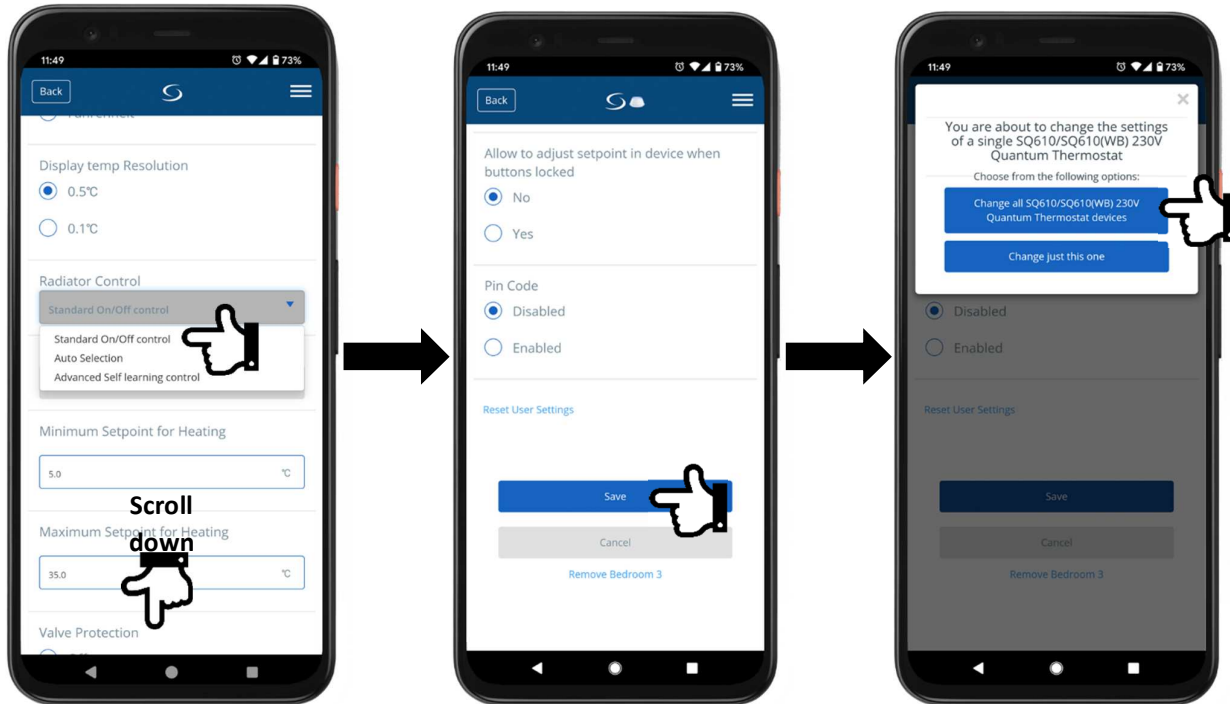 11:49
73%
Back
Fahrenheit
Display temp Resolution
0.5℃
0.1℃
Radiator Control
Standard On/Off control
Standard On/Off control
Auto Selection
Advanced Self learning control
Minimum Setpoint for Heating
5.0 ℃
Scroll
down
Maximum Setpoint for Heating
35.0 ℃
Valve Protection
11:49
73%
Back
Allow to adjust setpoint in device when
buttons locked
No
Yes
Pin Code
Disabled
Enabled
Reset User Settings
Save
Cancel
Remove Bedroom 3
11:49
73%
You are about to change the settings
of a single SQ610/SQ610(WB) 230V
Quantum Thermostat
Choose from the following options:
Change all SQ610/SQ610(WB) 230V
Quantum Thermostat devices
Change just this one
Disabled
Enabled
Reset User Settings
Save
Cancel
Remove Bedroom 3